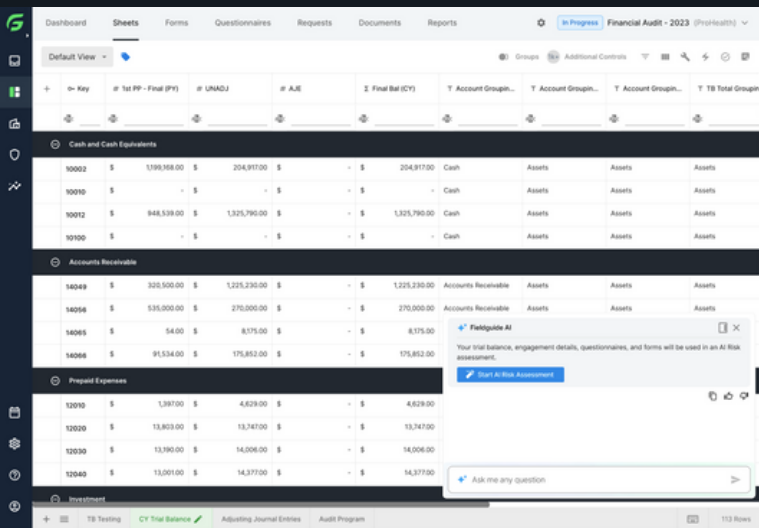 Dashboard Sheets Forms Questionnaires Requests Documents Reports In Progress Financial Audit - 2023 (ProHealth)
Default View Groups Additional Controls
Key # 1st PP - Final (PY) # UNADJ # AJE Σ Final Bal (CY) T Account Groupin... T Account Groupin... T Account Groupin... T TB Total Groupin
Cash and Cash Equivalents
10002 $ 1,199,168.00 $ 204,917.00 $ - $ 204,917.00 Cash Assets Assets Assets
10010 $ - $ - $ - $ - Cash Assets Assets Assets
10012 $ 948,539.00 $ 1,325,790.00 $ - $ 1,325,790.00 Cash Assets Assets Assets
10100 $ - $ - $ - $ - Cash Assets Assets Assets
Accounts Receivable
14049 $ 320,500.00 $ 1,225,230.00 $ - $ 1,225,230.00 Accounts Receivable Assets Assets Assets
14056 $ 535,000.00 $ 270,000.00 $ - $ 270,000.00 Accounts Receivable Assets Assets Assets
14065 $ 54.00 $ 8,175.00 $ - $ 8,175.00
14066 $ 91,534.00 $ 175,852.00 $ - $ 175,852.00
Fieldguide AI
Your trial balance, engagement details, questionnaires, and forms will be used in an AI Risk
assessment.
Start AI Risk Assessment
Prepaid Expenses
12010 $ 1,397.00 $ 4,629.00 $ - $ 4,629.00
12020 $ 13,803.00 $ 13,747.00 $ - $ 13,747.00
12030 $ 13,190.00 $ 14,006.00 $ - $ 14,006.00
12040 $ 13,001.00 $ 14,377.00 $ - $ 14,377.00
Ask me any question
Investment
TB Testing CY Trial Balance Adjusting Journal Entries Audit Program 113 Rows